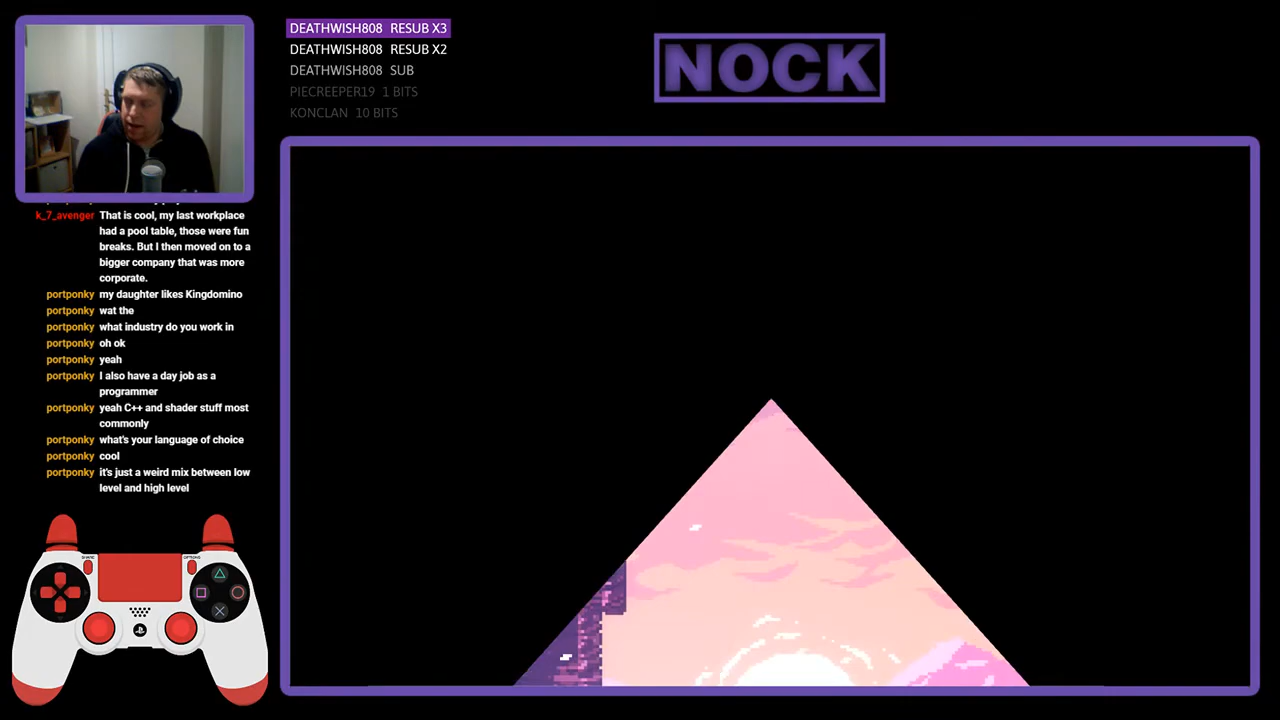 DEATHWISH808 RESUB X3
DEATHWISH808 RESUB X2
DEATHWISH808 SUB
PIECREEPER19 1 BITS
KONCLAN 10 BITS
NOCK
k_7_avenger That is cool, my last workplace
had a pool table, those were fun
breaks. But I then moved on to a
bigger company that was more
corporate.
portponky my daughter likes Kingdomino
portponky wat the
portponky what industry do you work in
portponky oh ok
portponky yeah
portponky I also have a day job as a
programmer
portponky yeah C++ and shader stuff most
commonly
portponky what's your language of choice
portponky cool
portponky it's just a weird mix between low
level and high level
SHARE
OPTIONS